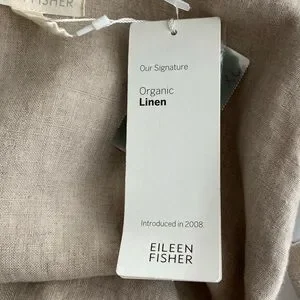 FISHER
Our Signature
Organic
Linen
Introduced in 2008
EILEEN
FISHER